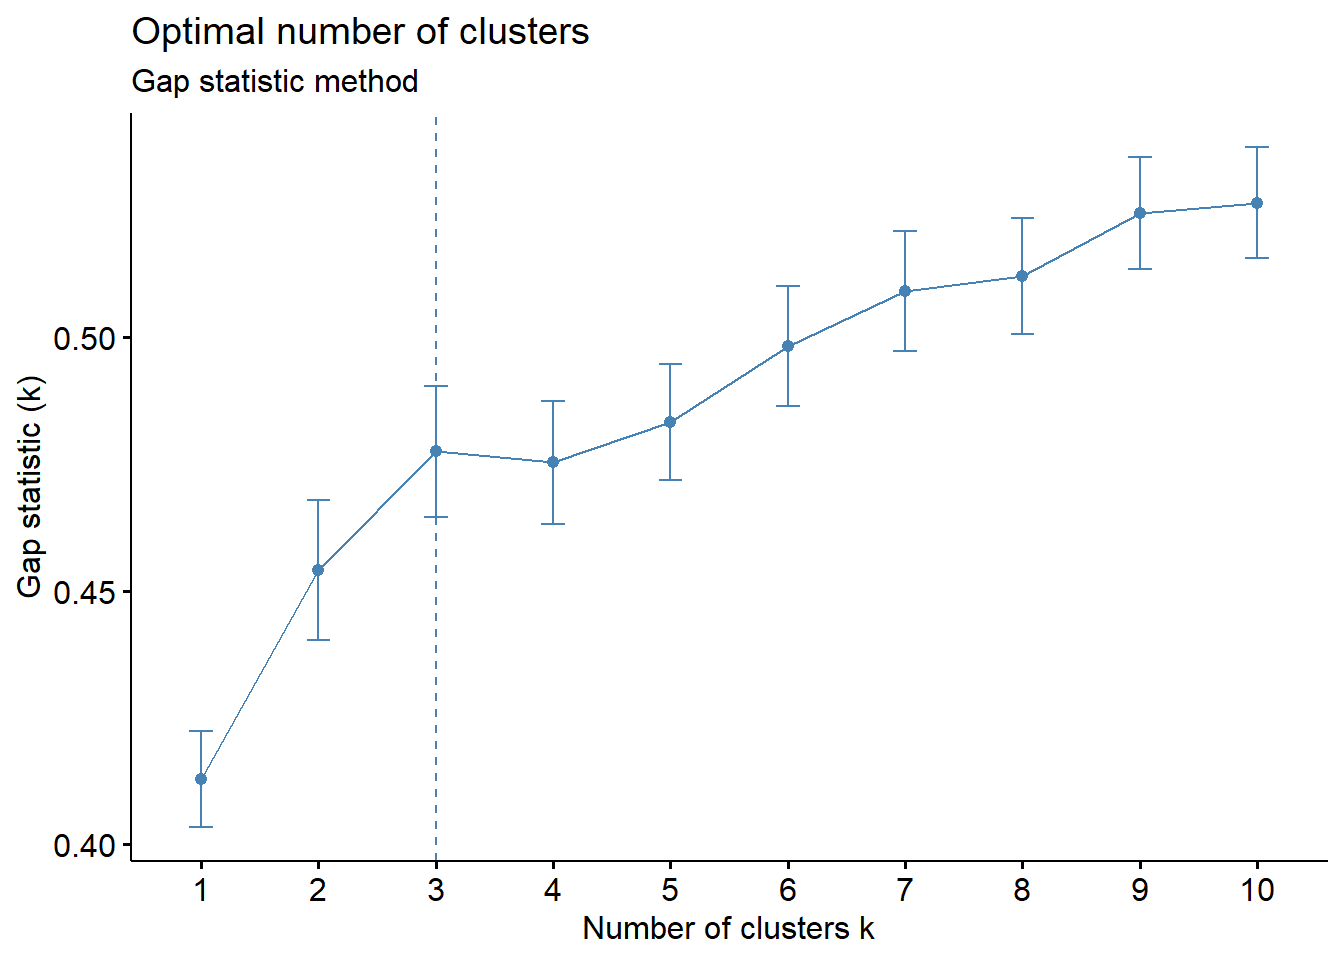 Optimal number of clusters
Gap statistic method
Gap statistic (k)
0.50
0.45
0.40
1 2 3 4 5 6 7 8 9 10
Number of clusters k